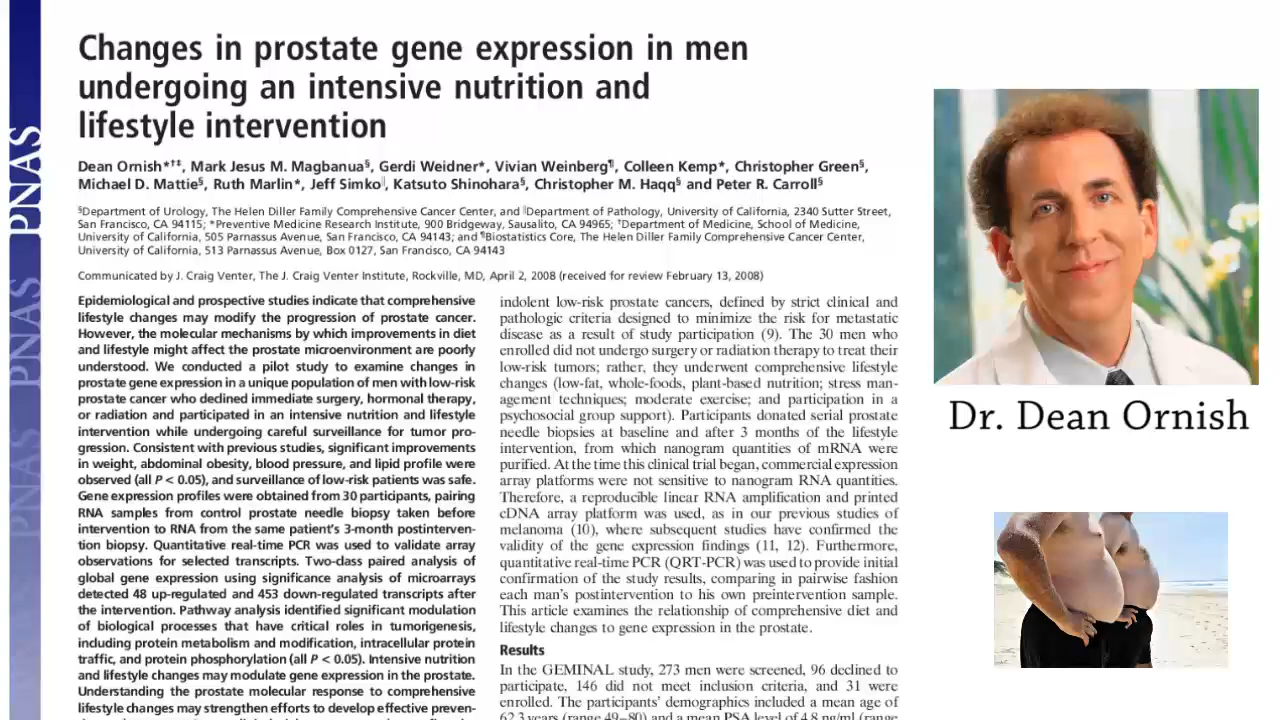 PNAS
PNAS
PNAS
PNAS
Changes in prostate gene expression in men
undergoing an intensive nutrition and
lifestyle intervention
Dean Ornish*†‡, Mark Jesus M. Magbanua§, Gerdi Weidner*, Vivian Weinberg¶, Colleen Kemp*, Christopher Green§,
Michael D. Mattie§, Ruth Marlin*, Jeff Simko‖, Katsuto Shinohara§, Christopher M. Haqq§ and Peter R. Carroll§
§Department of Urology, The Helen Diller Family Comprehensive Cancer Center, and ‖Department of Pathology, University of California, 2340 Sutter Street,
San Francisco, CA 94115; *Preventive Medicine Research Institute, 900 Bridgeway, Sausalito, CA 94965; †Department of Medicine, School of Medicine,
University of California, 505 Parnassus Avenue, San Francisco, CA 94143; and ¶Biostatistics Core, The Helen Diller Family Comprehensive Cancer Center,
University of California, 513 Parnassus Avenue, Box 0127, San Francisco, CA 94143
Communicated by J. Craig Venter, The J. Craig Venter Institute, Rockville, MD, April 2, 2008 (received for review February 13, 2008)
Epidemiological and prospective studies indicate that comprehensive
lifestyle changes may modify the progression of prostate cancer.
However, the molecular mechanisms by which improvements in diet
and lifestyle might affect the prostate microenvironment are poorly
understood. We conducted a pilot study to examine changes in
prostate gene expression in a unique population of men with low-risk
prostate cancer who declined immediate surgery, hormonal therapy,
or radiation and participated in an intensive nutrition and lifestyle
intervention while undergoing careful surveillance for tumor pro-
gression. Consistent with previous studies, significant improvements
in weight, abdominal obesity, blood pressure, and lipid profile were
observed (all P < 0.05), and surveillance of low-risk patients was safe.
Gene expression profiles were obtained from 30 participants, pairing
RNA samples from control prostate needle biopsy taken before
intervention to RNA from the same patient's 3-month postinterven-
tion biopsy. Quantitative real-time PCR was used to validate array
observations for selected transcripts. Two-class paired analysis of
global gene expression using significance analysis of microarrays
detected 48 up-regulated and 453 down-regulated transcripts after
the intervention. Pathway analysis identified significant modulation
of biological processes that have critical roles in tumorigenesis,
including protein metabolism and modification, intracellular protein
traffic, and protein phosphorylation (all P < 0.05). Intensive nutrition
and lifestyle changes may modulate gene expression in the prostate.
Understanding the prostate molecular response to comprehensive
lifestyle changes may strengthen efforts to develop effective preven-
indolent low-risk prostate cancers, defined by strict clinical and
pathologic criteria designed to minimize the risk for metastatic
disease as a result of study participation (9). The 30 men who
enrolled did not undergo surgery or radiation therapy to treat their
low-risk tumors; rather, they underwent comprehensive lifestyle
changes (low-fat, whole-foods, plant-based nutrition; stress man-
agement techniques; moderate exercise; and participation in a
psychosocial group support). Participants donated serial prostate
needle biopsies at baseline and after 3 months of the lifestyle
intervention, from which nanogram quantities of mRNA were
purified. At the time this clinical trial began, commercial expression
array platforms were not sensitive to nanogram RNA quantities.
Therefore, a reproducible linear RNA amplification and printed
cDNA array platform was used, as in our previous studies of
melanoma (10), where subsequent studies have confirmed the
validity of the gene expression findings (11, 12). Furthermore,
quantitative real-time PCR (QRT-PCR) was used to provide initial
confirmation of the study results, comparing in pairwise fashion
each man's postintervention to his own preintervention sample.
This article examines the relationship of comprehensive diet and
lifestyle changes to gene expression in the prostate.
Results
In the GEMINAL study, 273 men were screened, 96 declined to
participate, 146 did not meet inclusion criteria, and 31 were
enrolled. The participants' demographics included a mean age of
62.3 years (range 49–80) and a mean PSA level of 4.8 ng/ml (range
Dr. Dean Ornish